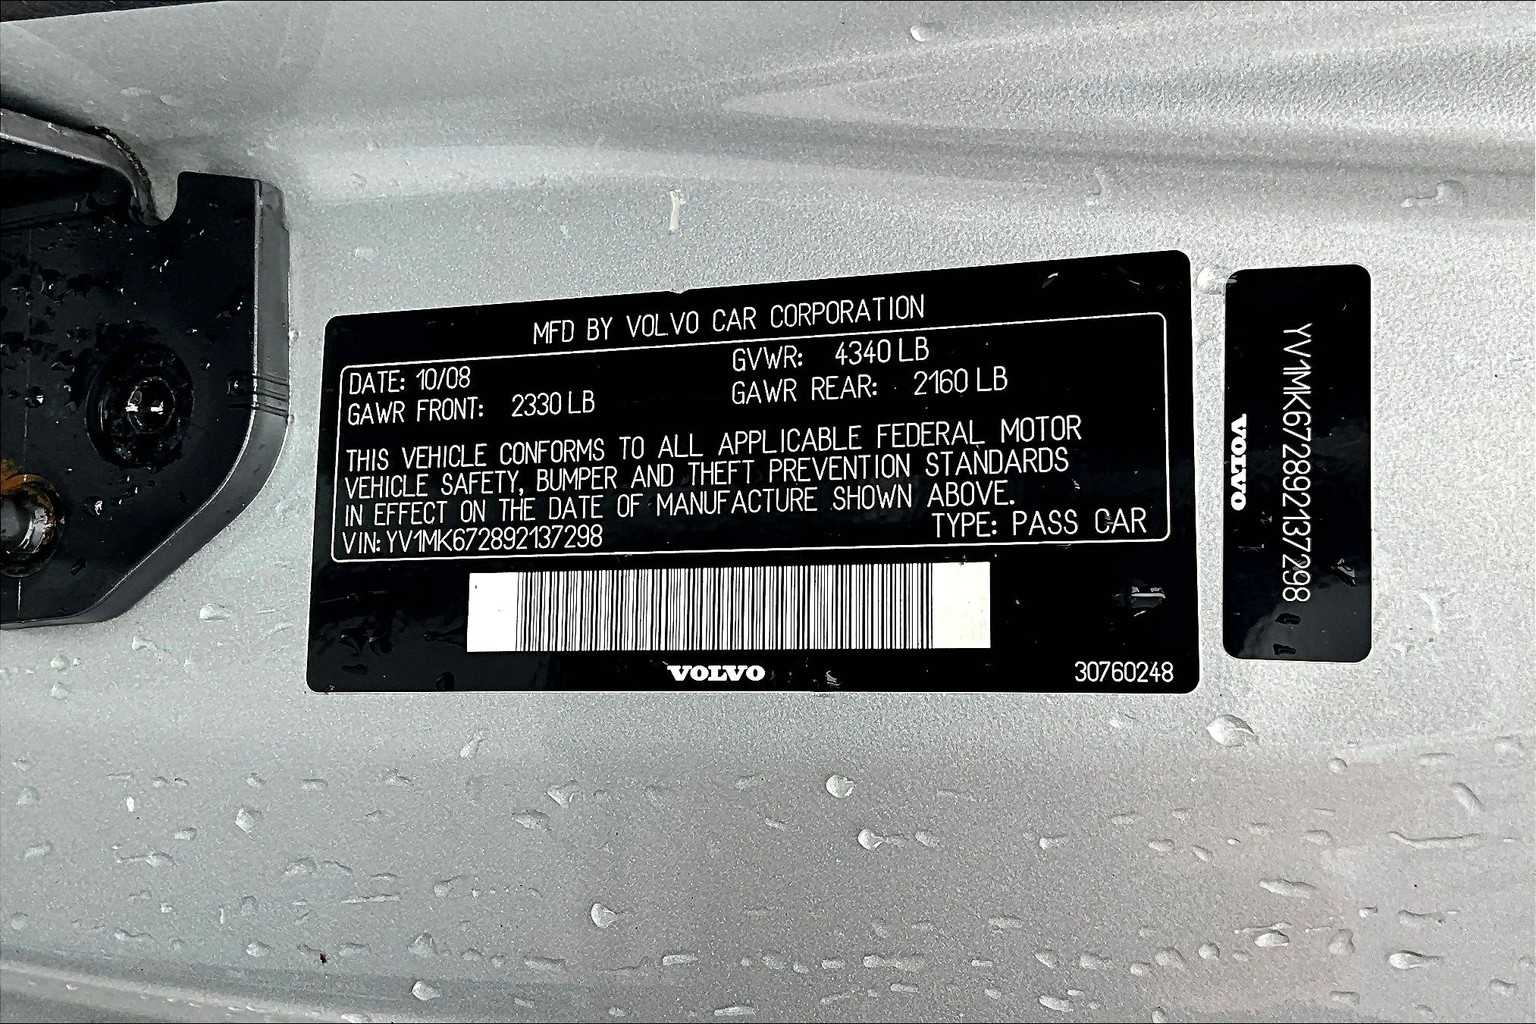 MFD BY VOLVO CAR CORPORATION
DATE: 10/08
GVWR: 4340 LB
GAWR FRONT: 2330 LB
GAWR REAR: 2160 LB
THIS VEHICLE CONFORMS TO ALL APPLICABLE FEDERAL MOTOR
VEHICLE SAFETY, BUMPER AND THEFT PREVENTION STANDARDS
IN EFFECT ON THE DATE OF MANUFACTURE SHOWN ABOVE.
VIN: YV1MK672892137298
TYPE: PASS CAR
VOLVO
30760248
YV1MK672892137298
VOLVO